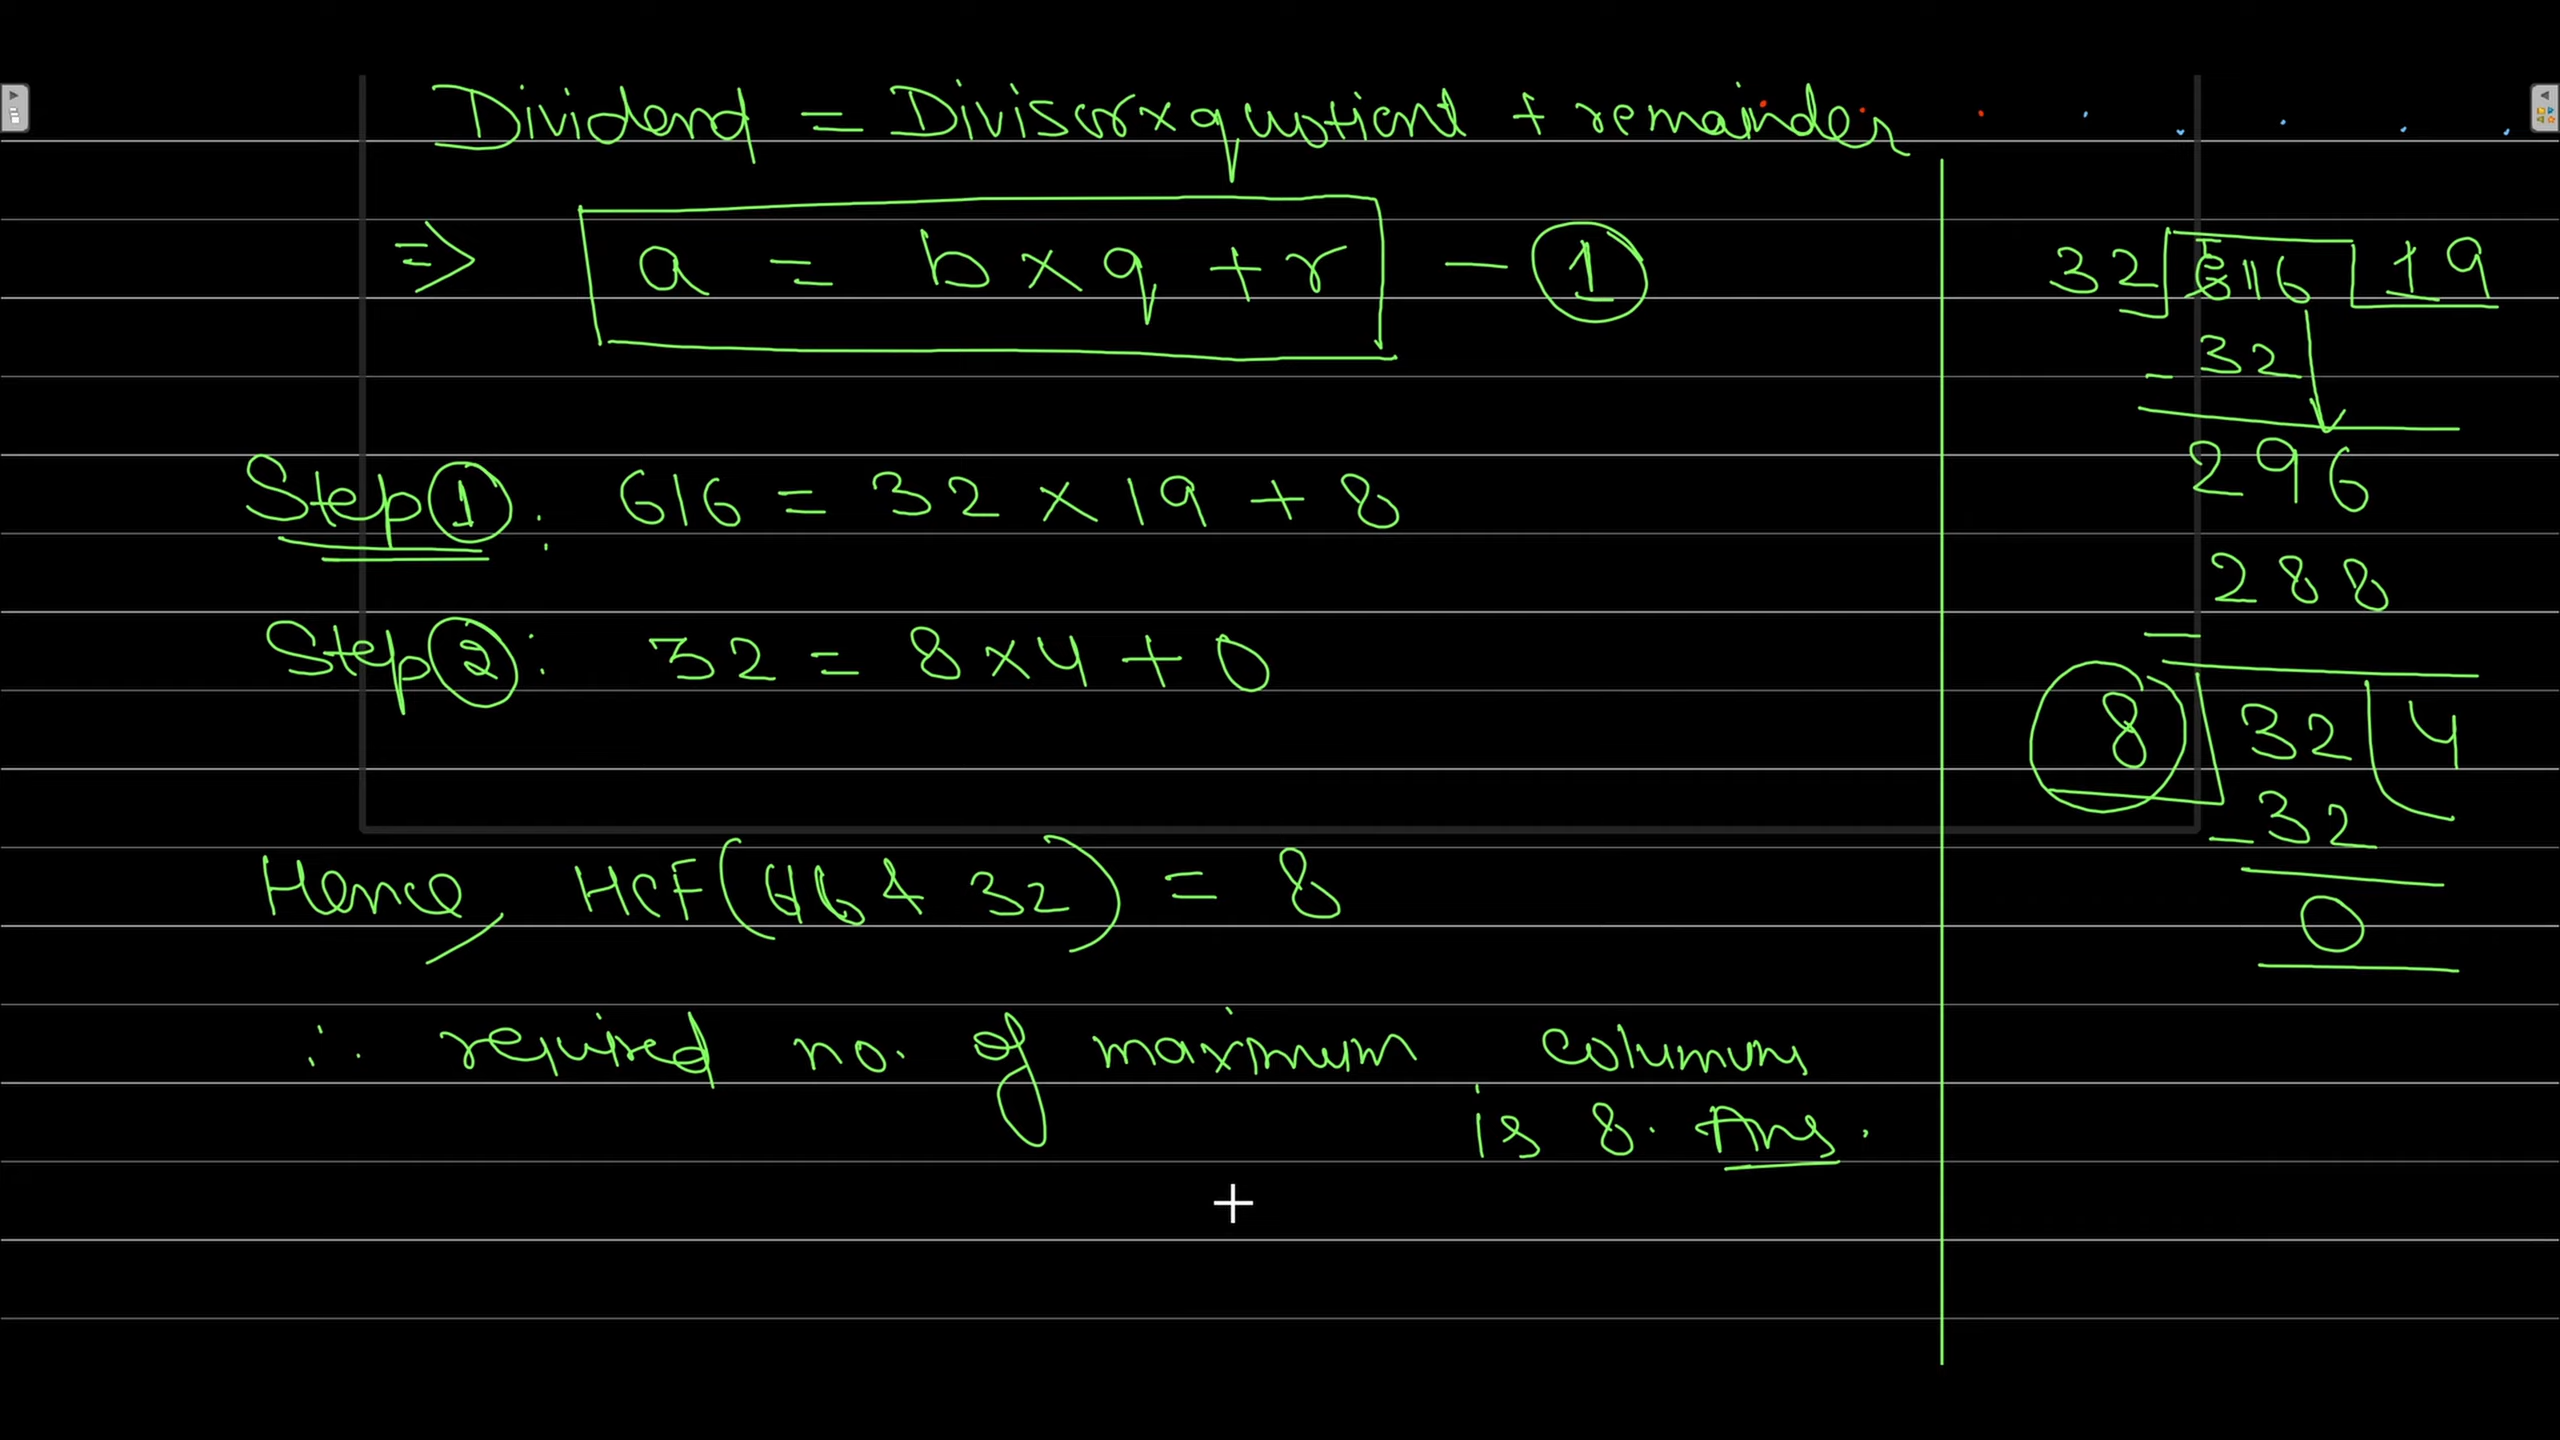 Dividend = Divisor x quotient + remainder
=> a = b x q + r - 1
Step 1 : 616 = 32 x 19 + 8
Step 2 : 32 = 8 x 4 + 0
Hence, HCF(616 & 32) = 8
∴ required no. of maximum columns
is 8. Ans.
32 616 19
- 32
296
- 288
8 32 4
- 32
0